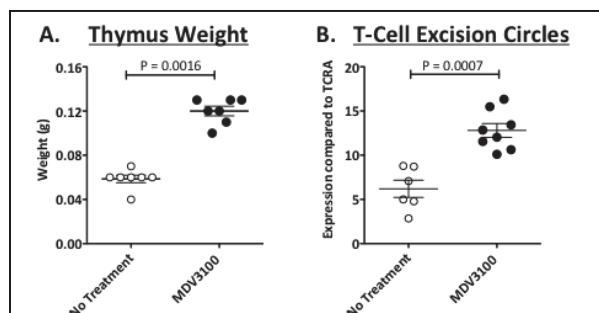 A. Thymus Weight
P = 0.0016
Weight (g)
0.16
0.12
0.08
0.04
0.00
No Treatment
MDV3100
B. T-Cell Excision Circles
P = 0.0007
Expression compared to TCRA
20
15
10
5
0
No Treatment
MDV3100